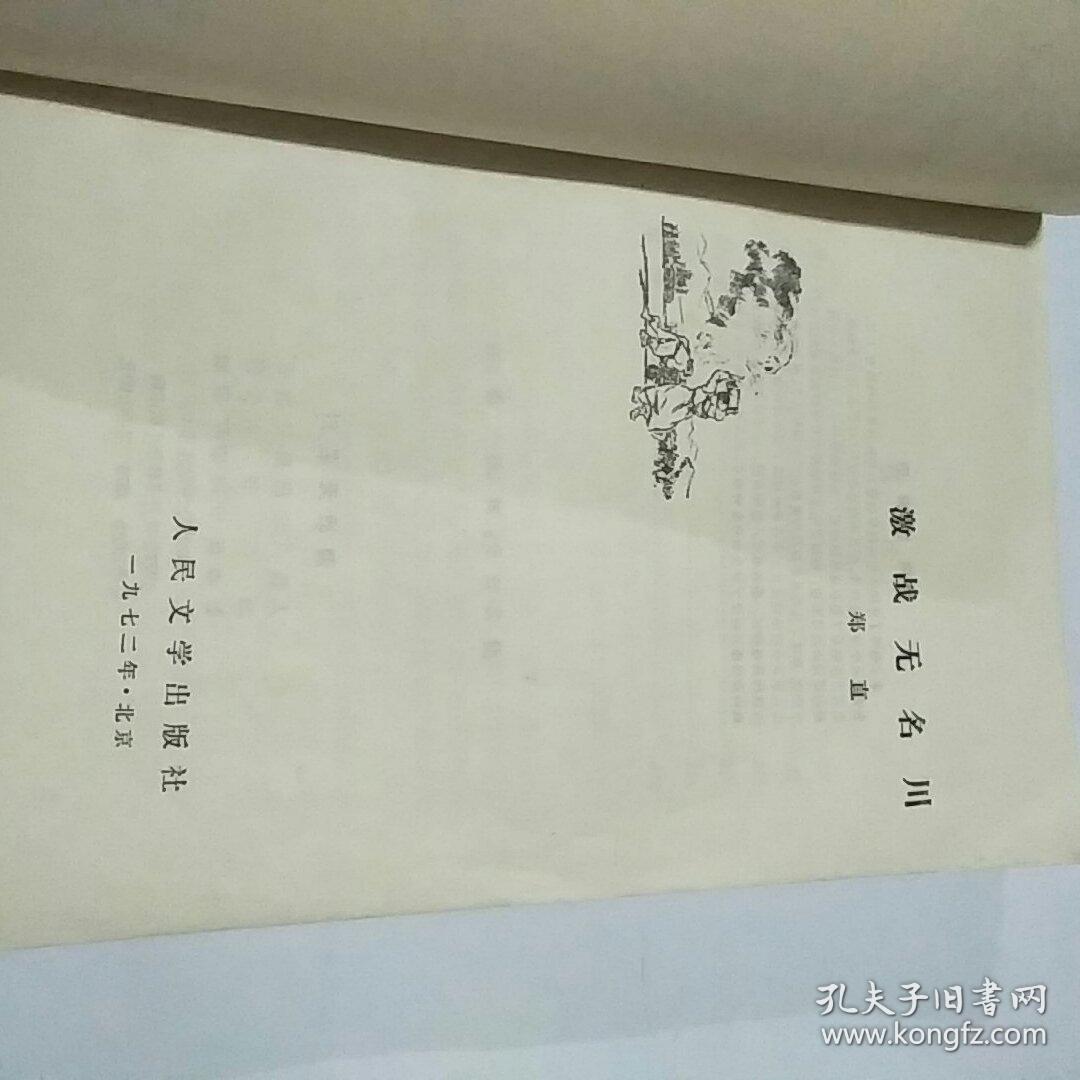 激战无名川
郑直
人民文学出版社
一九七二年·北京
孔夫子旧书网
www.kongfz.com